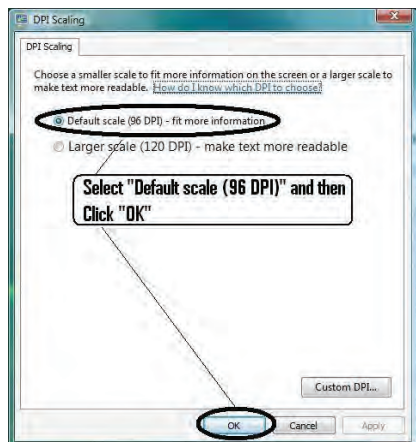 DPI Scaling
DPI Scaling
Choose a smaller scale to fit more information on the screen or a larger scale to
make text more readable. How do I know which DPI to choose?
Default scale (96 DPI) - fit more information
Larger scale (120 DPI) - make text more readable
Select "Default scale (96 DPI)" and then
Click "OK"
Custom DPI...
OK Cancel Apply